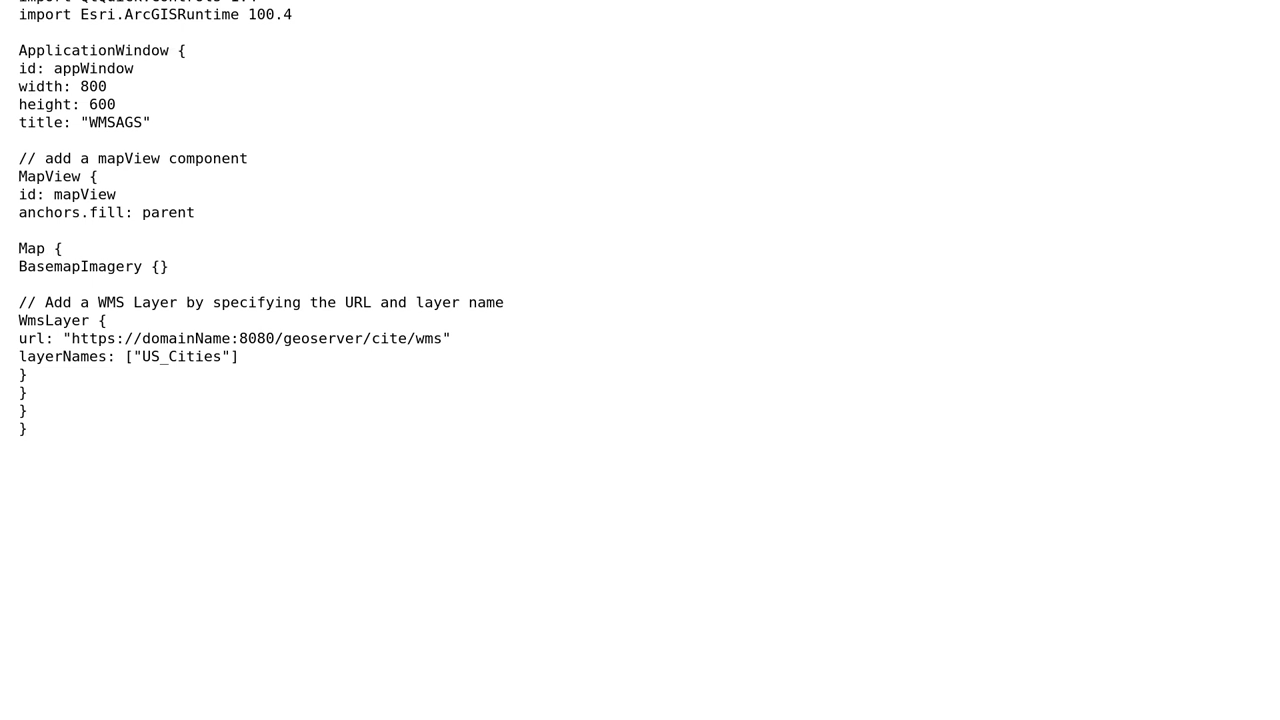 import Esri.ArcGISRuntime 100.4
ApplicationWindow {
id: appWindow
width: 800
height: 600
title: "WMSAGS"
// add a mapView component
MapView {
id: mapView
anchors.fill: parent
Map {
BasemapImagery {}
// Add a WMS Layer by specifying the URL and layer name
WmsLayer {
url: "https://domainName:8080/geoserver/cite/wms"
layerNames: ["US_Cities"]
}
}
}
}